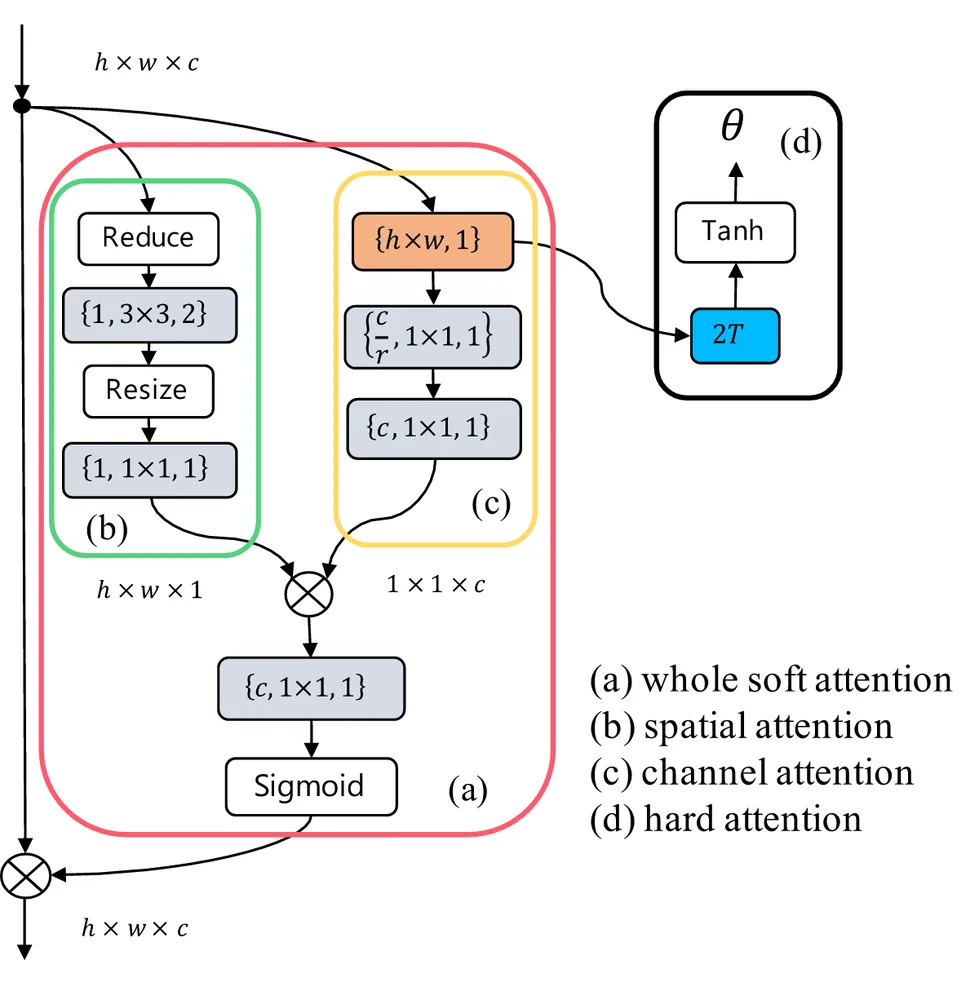 h × w × c
Reduce
{1, 3×3, 2}
Resize
{1, 1×1, 1}
(b)
h × w × 1
{h×w, 1}
{c/r, 1×1, 1}
{c, 1×1, 1}
(c)
1 × 1 × c
θ
(d)
Tanh
2T
{c, 1×1, 1}
Sigmoid
(a)
h × w × c
(a) whole soft attention
(b) spatial attention
(c) channel attention
(d) hard attention